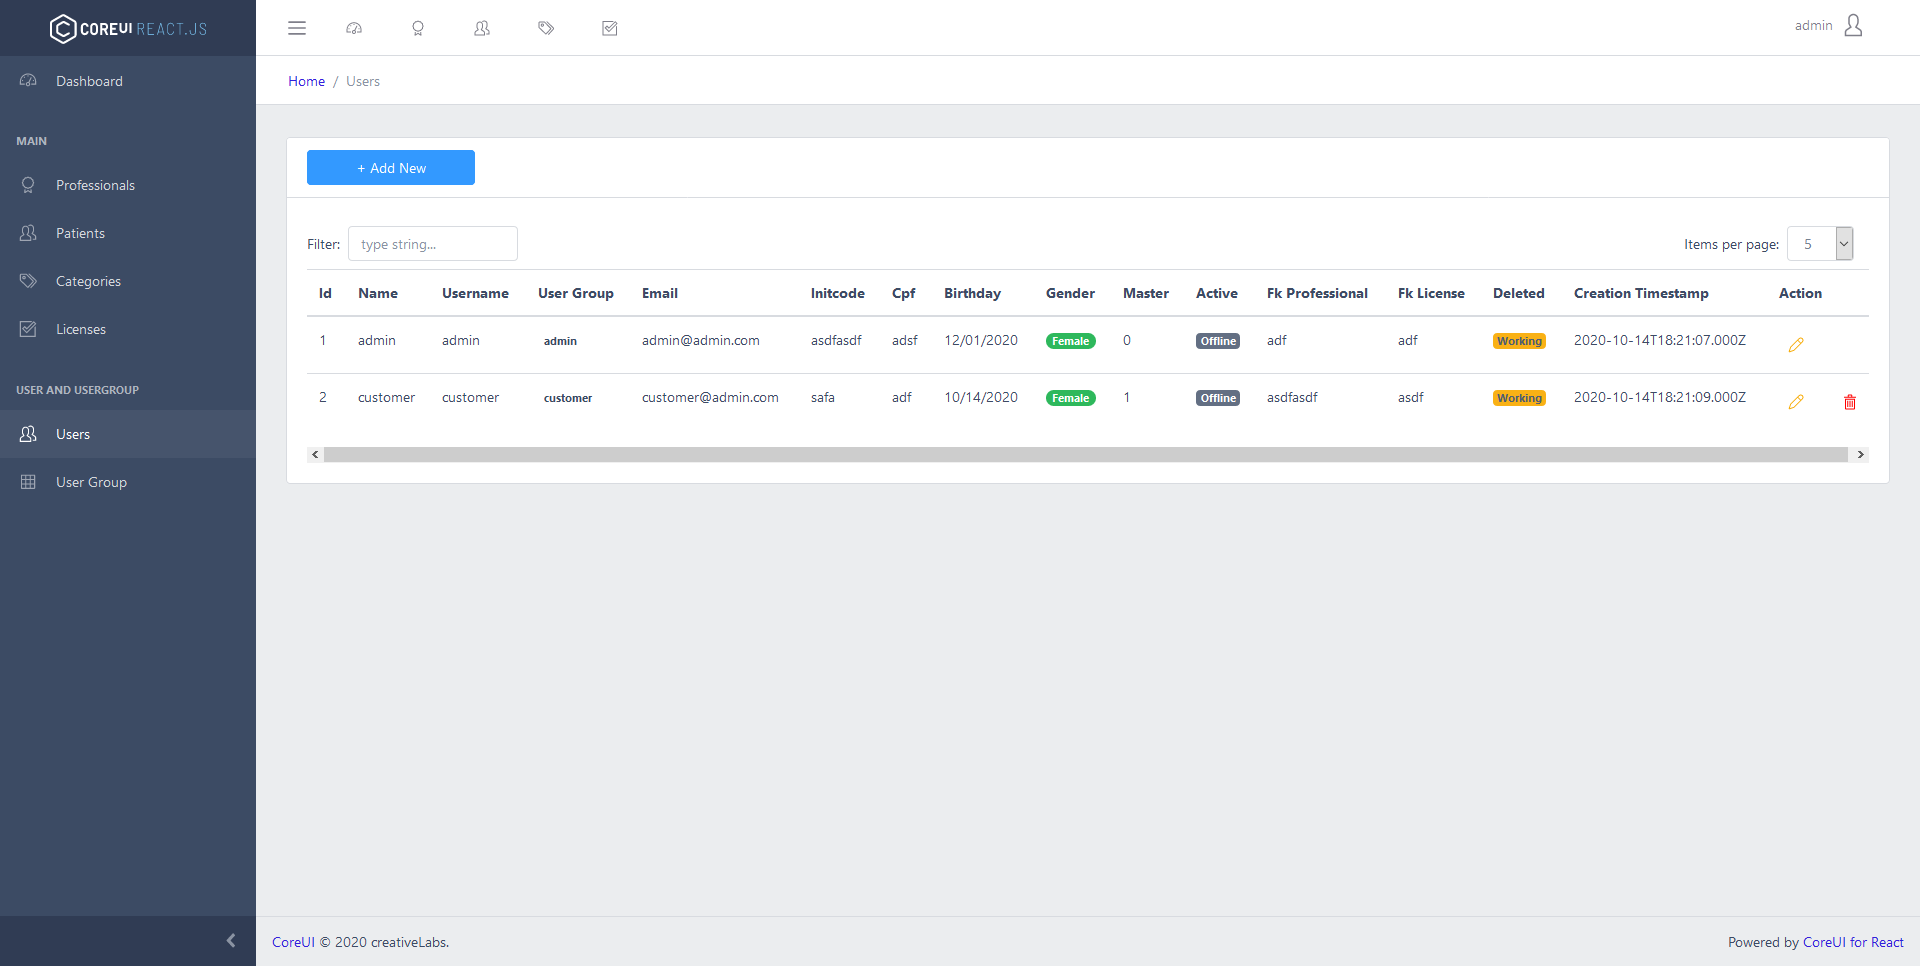 COREUI REACT.JS
admin
Dashboard
Home / Users
MAIN
Professionals
Patients
Categories
Licenses
USER AND USERGROUP
Users
User Group
+ Add New
Filter: type string...
Items per page: 5
Id Name Username User Group Email Initcode Cpf Birthday Gender Master Active Fk Professional Fk License Deleted Creation Timestamp Action
1 admin admin admin admin@admin.com asdfasdf adsf 12/01/2020 Female 0 Offline adf adf Working 2020-10-14T18:21:07.000Z
2 customer customer customer customer@admin.com safa adf 10/14/2020 Female 1 Offline asdfasdf asdf Working 2020-10-14T18:21:09.000Z
CoreUI © 2020 creativeLabs.
Powered by CoreUI for React